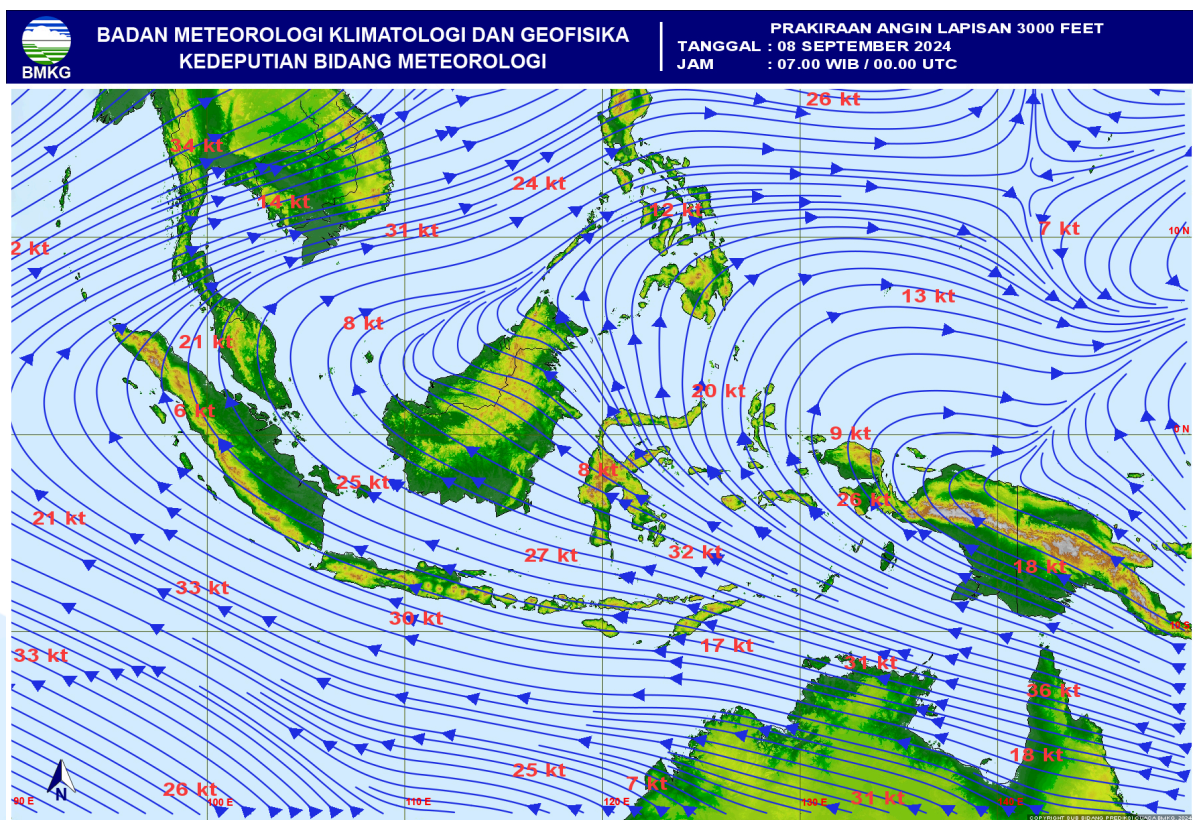 BMKG
BADAN METEOROLOGI KLIMATOLOGI DAN GEOFISIKA
KEDEPUTIAN BIDANG METEOROLOGI
PRAKIRAAN ANGIN LAPISAN 3000 FEET
TANGGAL : 08 SEPTEMBER 2024
JAM : 07.00 WIB / 00.00 UTC
26 kt
34 kt
24 kt
14 kt
12 kt
31 kt
7 kt
10 N
2 kt
13 kt
8 kt
21 kt
20 kt
6 kt
9 kt
0 N
8 kt
25 kt
26 kt
21 kt
27 kt
32 kt
18 kt
33 kt
30 kt
17 kt
33 kt
31 kt
36 kt
18 kt
25 kt
7 kt
26 kt
31 kt
N
90 E
100 E
110 E
120 E
130 E
140 E